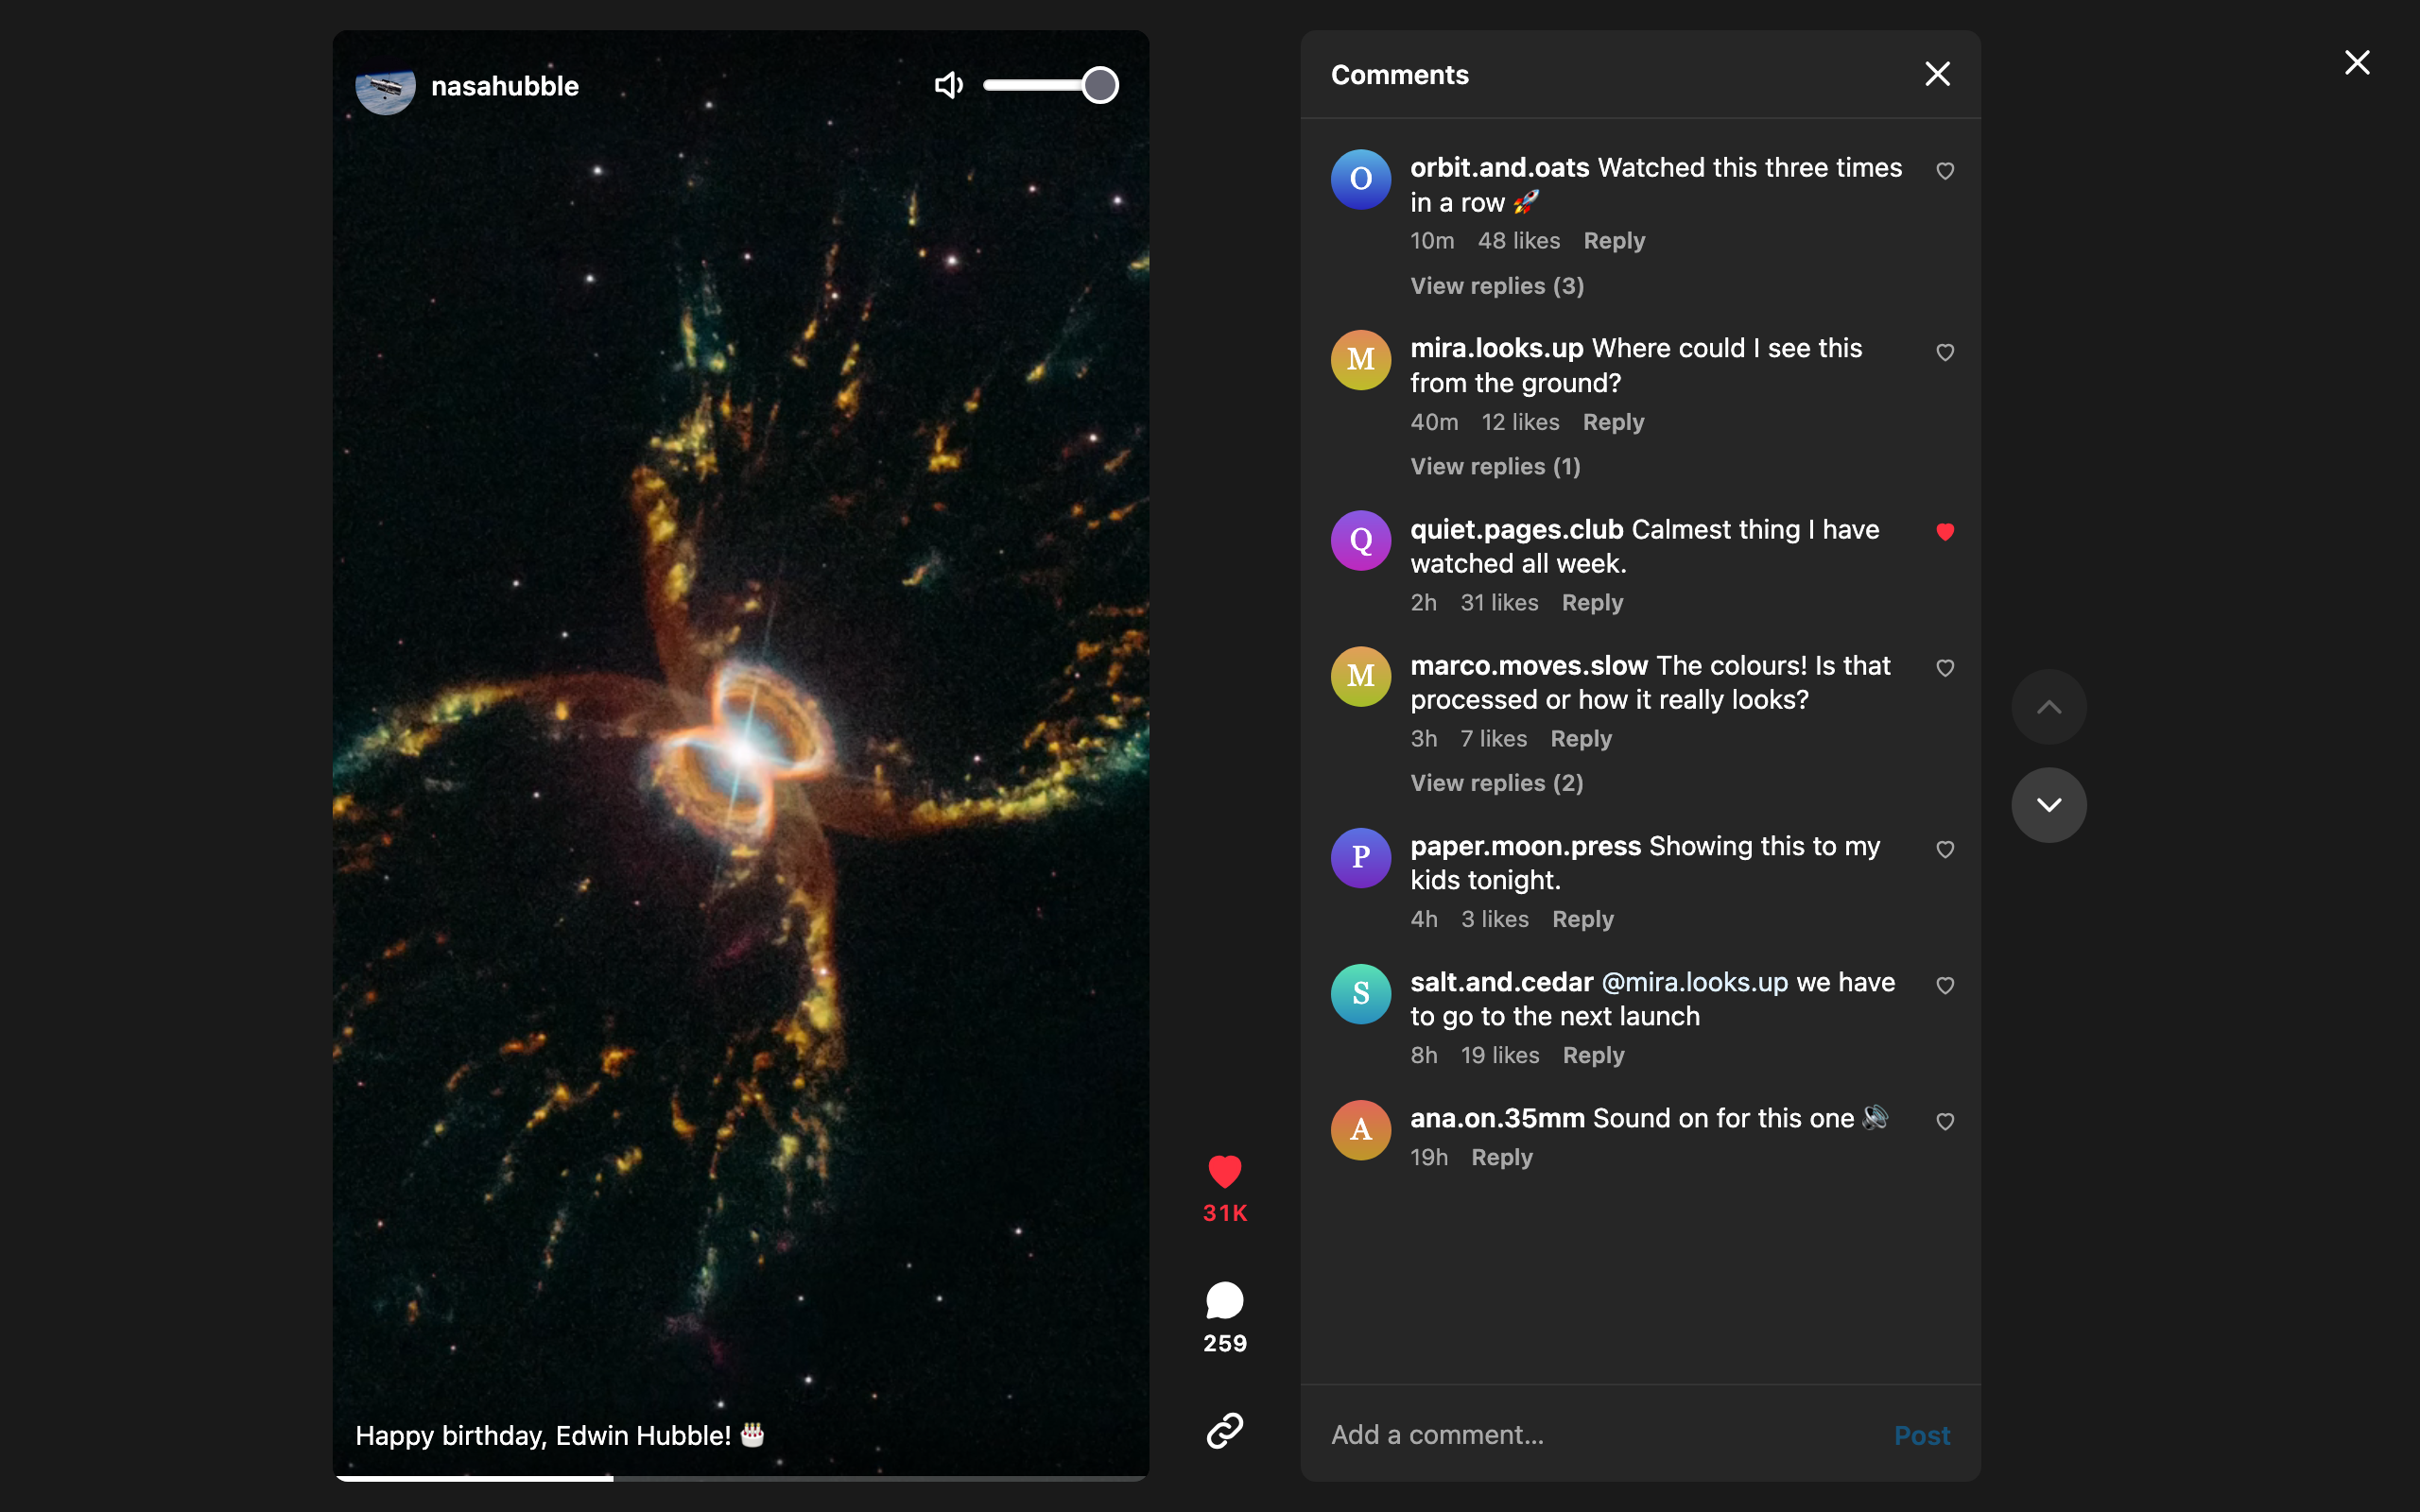 nasahubble
Happy birthday, Edwin Hubble! 🎂
31K
259
Comments
O
orbit.and.oats Watched this three times
in a row 🚀
10m 48 likes Reply
View replies (3)
M
mira.looks.up Where could I see this
from the ground?
40m 12 likes Reply
View replies (1)
Q
quiet.pages.club Calmest thing I have
watched all week.
2h 31 likes Reply
M
marco.moves.slow The colours! Is that
processed or how it really looks?
3h 7 likes Reply
View replies (2)
P
paper.moon.press Showing this to my
kids tonight.
4h 3 likes Reply
S
salt.and.cedar @mira.looks.up we have
to go to the next launch
8h 19 likes Reply
A
ana.on.35mm Sound on for this one 🔊
19h Reply
Add a comment...
Post